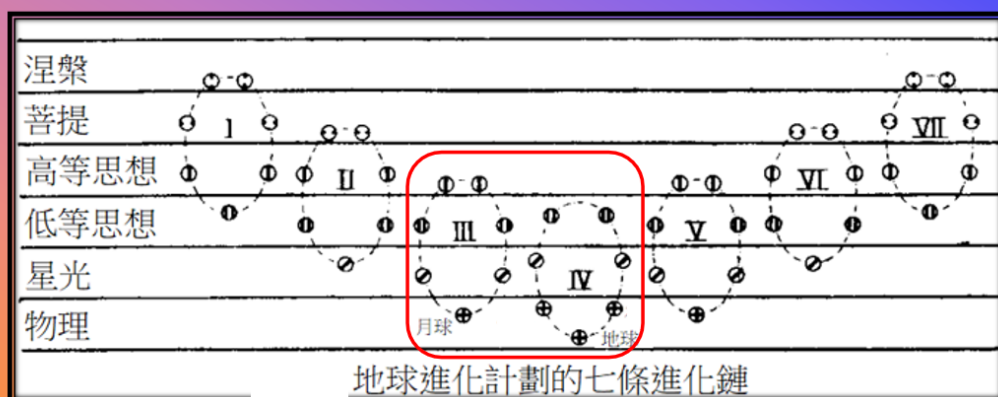 涅槃
菩提
高等思想
低等思想
星光
物理
I
II
III
IV
V
VI
VII
月球
地球
地球進化計劃的七條進化鏈